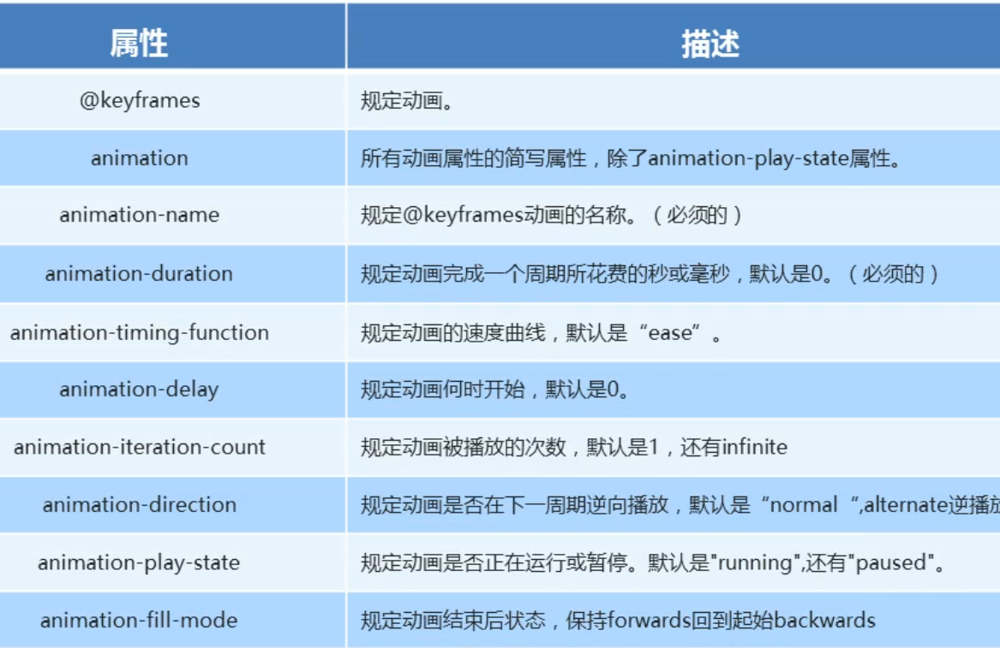 属性 描述
@keyframes 规定动画。
animation 所有动画属性的简写属性，除了animation-play-state属性。
animation-name 规定@keyframes动画的名称。（必须的）
animation-duration 规定动画完成一个周期所花费的秒或毫秒，默认是0。（必须的）
animation-timing-function 规定动画的速度曲线，默认是“ease”。
animation-delay 规定动画何时开始，默认是0。
animation-iteration-count 规定动画被播放的次数，默认是1，还有infinite
animation-direction 规定动画是否在下一周期逆向播放，默认是“normal“,alternate逆播放
animation-play-state 规定动画是否正在运行或暂停。默认是"running",还有"paused"。
animation-fill-mode 规定动画结束后状态，保持forwards回到起始backwards